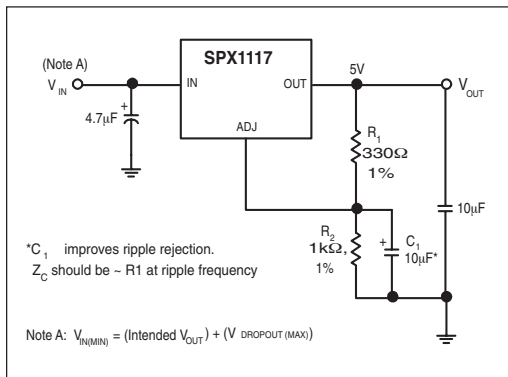 (Note A)
V IN
SPX1117
IN
OUT
ADJ
5V
V OUT
4.7µF
+
R1
330Ω
1%
10µF
R2
1kΩ,
1%
+
C1
10µF*
*C1 improves ripple rejection.
ZC should be ~ R1 at ripple frequency
Note A: VIN(MIN) = (Intended VOUT) + (V DROPOUT (MAX))